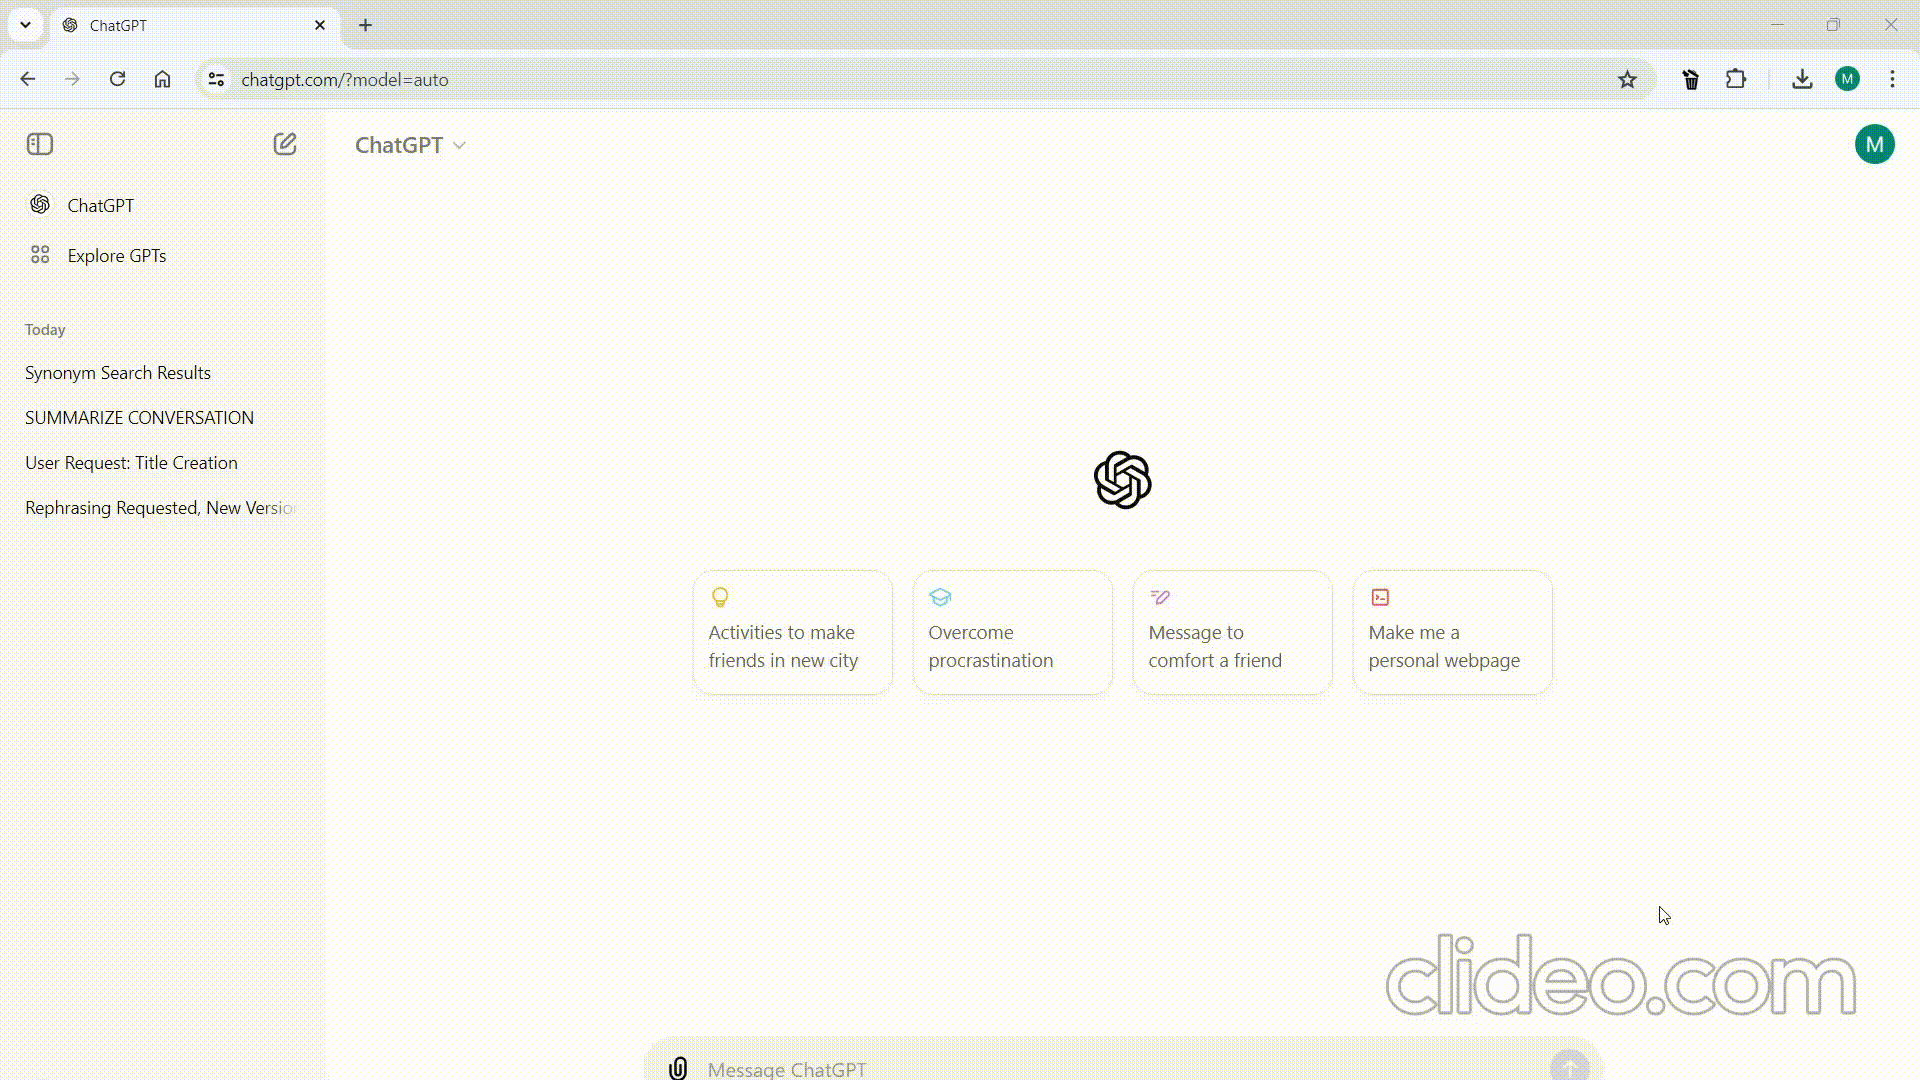 ChatGPT
chatgpt.com/?model=auto
M
ChatGPT
M
ChatGPT
Explore GPTs
Today
Synonym Search Results
SUMMARIZE CONVERSATION
User Request: Title Creation
Rephrasing Requested, New Versio
Activities to make
friends in new city
Overcome
procrastination
Message to
comfort a friend
Make me a
personal webpage
clideo.com
Message ChatGPT